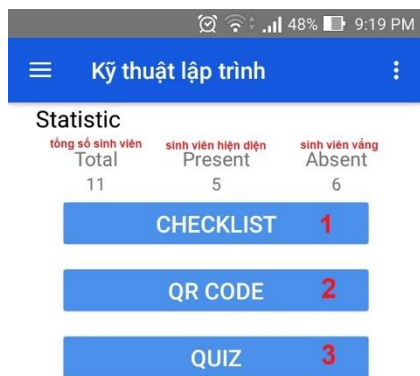 48% 9:19 PM
Kỹ thuật lập trình
Statistic
tổng số sinh viên sinh viên hiện diện sinh viên vắng
Total Present Absent
11 5 6
CHECKLIST 1
QR CODE 2
QUIZ 3